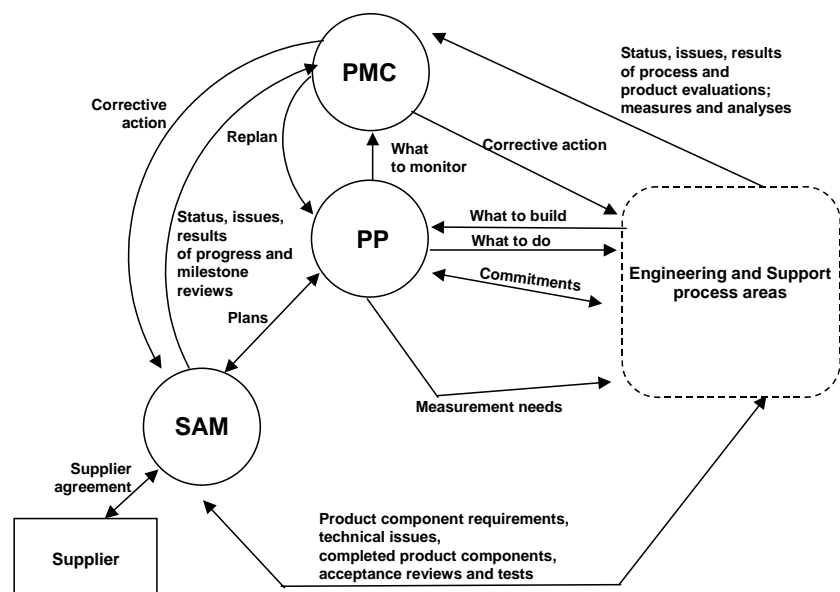 PMC
Status, issues, results
of process and
product evaluations;
measures and analyses
Corrective
action
Replan
What
to monitor
Corrective action
Status, issues,
results
of progress and
milestone
reviews
PP
What to build
What to do
Commitments
Engineering and Support
process areas
Plans
Measurement needs
SAM
Supplier
agreement
Supplier
Product component requirements,
technical issues,
completed product components,
acceptance reviews and tests